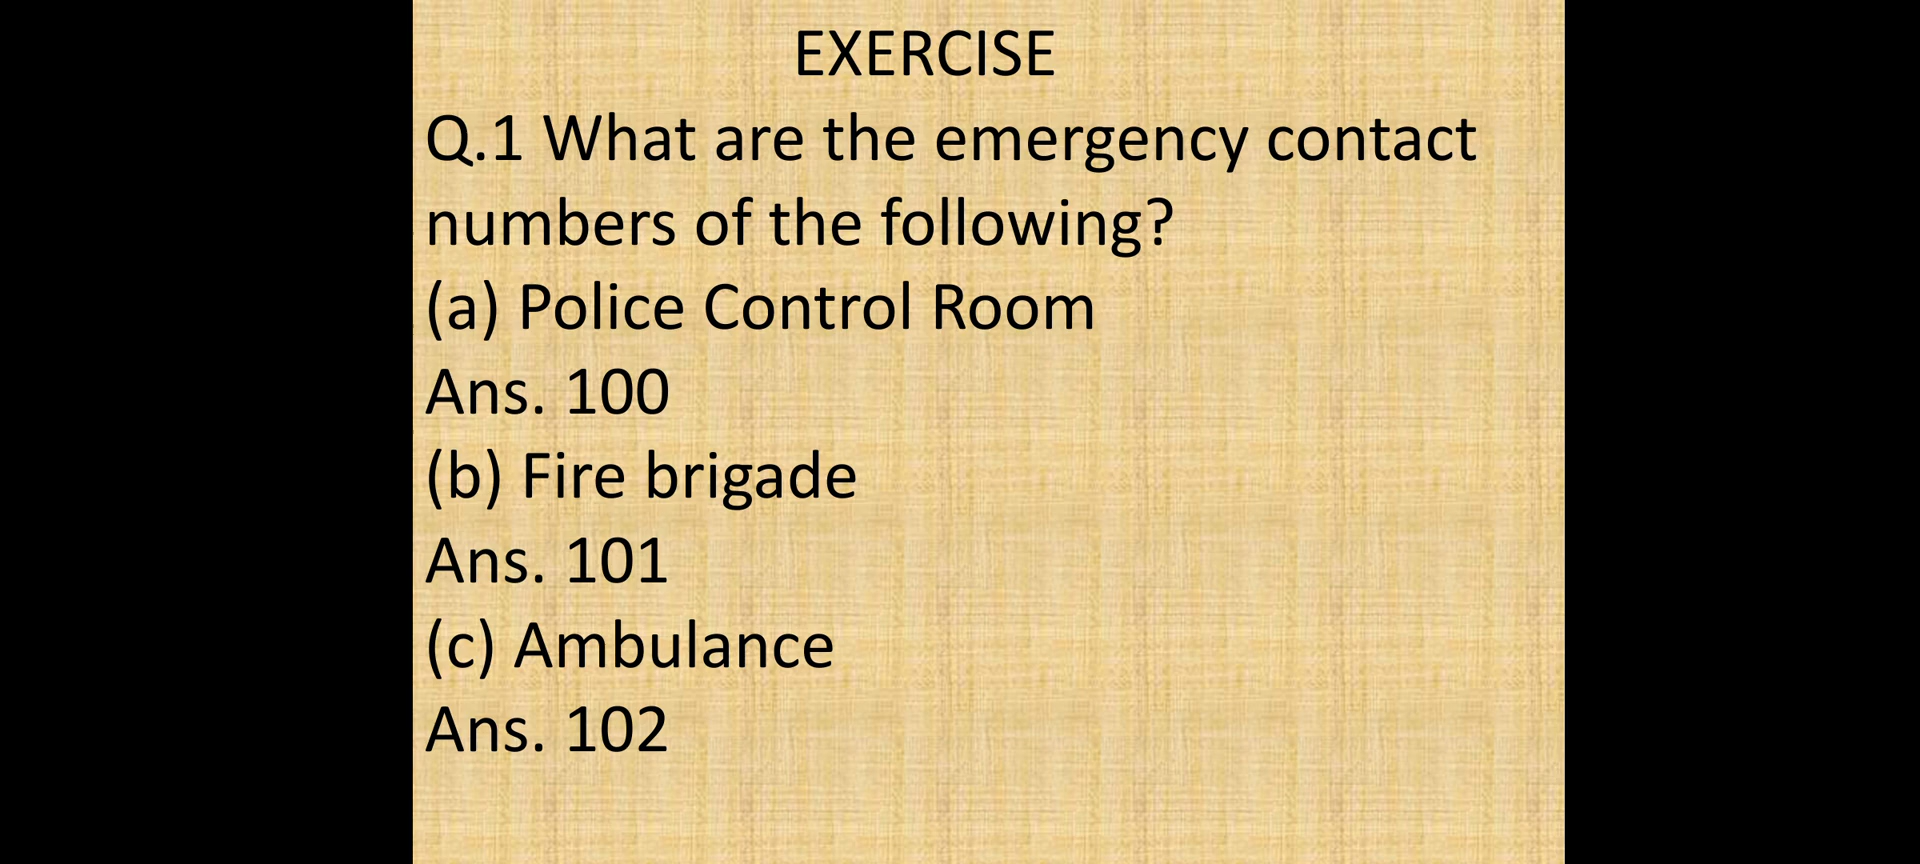 EXERCISE
Q.1 What are the emergency contact
numbers of the following?
(a) Police Control Room
Ans. 100
(b) Fire brigade
Ans. 101
(c) Ambulance
Ans. 102